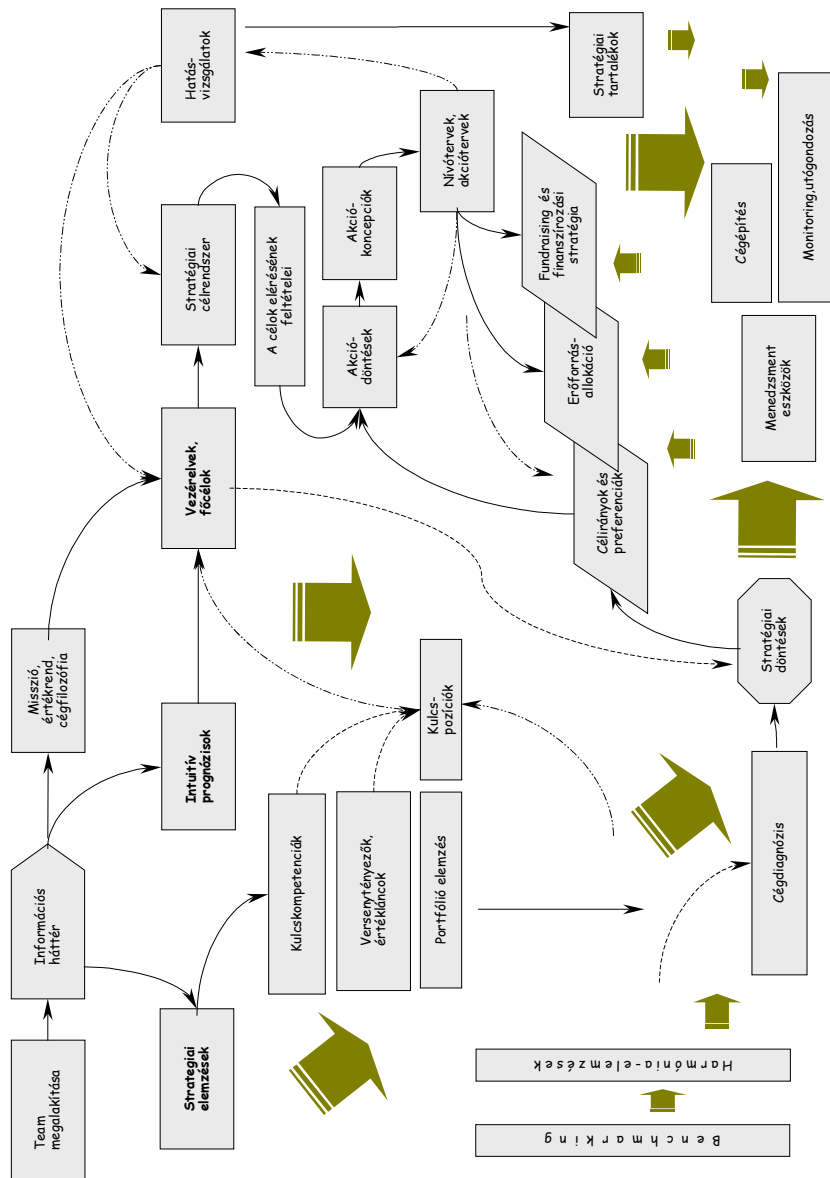 Team
megalakítása
Információs
háttér
Misszió,
értékrend,
cégfilozófia
Intuitív
prognózisok
Vezérelvek,
főcélok
Stratégiai
célrendszer
Hatás-
vizsgálatok
A célok elérésének
feltételei
Akció-
döntések
Akció-
koncepciók
Nívótervek,
akciótervek
Stratégiai
tartalékok
Strategiai
elemzések
Kulcskompetenciák
Versenytényezők,
értékláncok
Portfólió elemzés
Kulcs-
pozíciók
Célirányok és
preferenciák
Erőforrás-
allokáció
Fundraising és
finanszírozási
stratégia
Benchmarking
Harmónia-elemzések
Cégdiagnózis
Stratégiai
döntések
Menedzsment
eszközök
Cégépítés
Monitoring,utógondozás